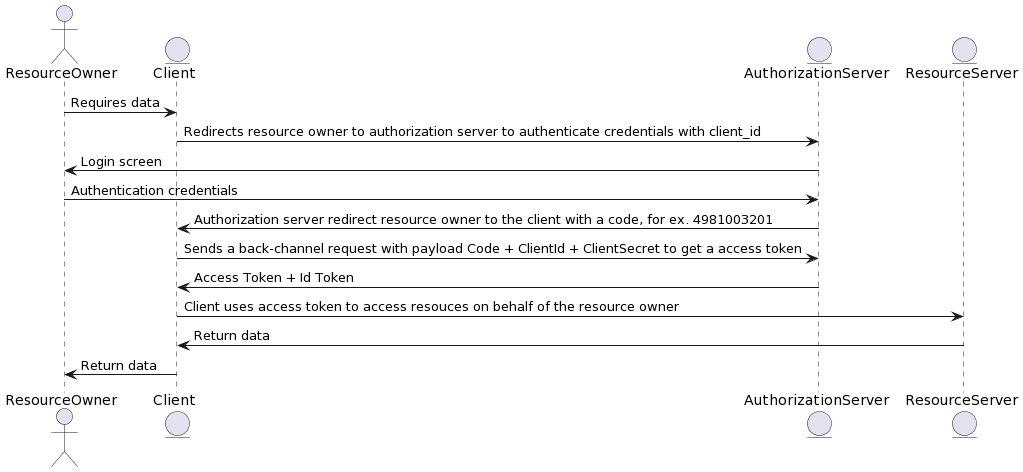 ResourceOwner
Client
AuthorizationServer
ResourceServer
Requires data
Redirects resource owner to authorization server to authenticate credentials with client_id
Login screen
Authentication credentials
Authorization server redirect resource owner to the client with a code, for ex. 4981003201
Sends a back-channel request with payload Code + ClientId + ClientSecret to get a access token
Access Token + Id Token
Client uses access token to access resouces on behalf of the resource owner
Return data
Return data
ResourceOwner
Client
AuthorizationServer
ResourceServer